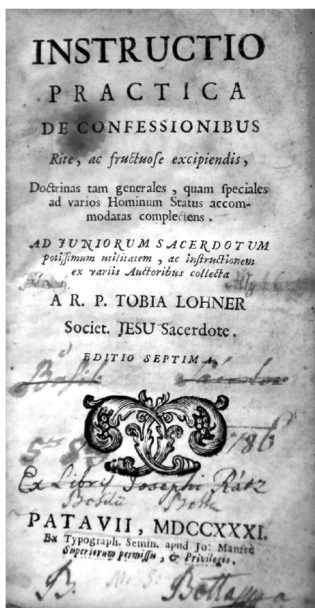 INSTRUCTIO
PRACTICA
DE CONFESSIONIBUS
Rite, ac fructuose excipiendis,
Doctrinas tam generales, quam speciales
ad varios Hominum Status accom-
modatas complectens.
AD JUNIORUM SACERDOTUM
potissimum utilitatem, ac instructionem
ex variis Auctoribus collecta
A R. P. TOBIA LOHNER
Societ. JESU Sacerdote.
EDITIO SEPTIMA.
1786
Ex Libris Josephi Rátz
PATAVII, MDCCXXXI.
Ex Typograph. Semin. apud Jo: Manfrè
Superiorum permissu, & Privilegio.
B.